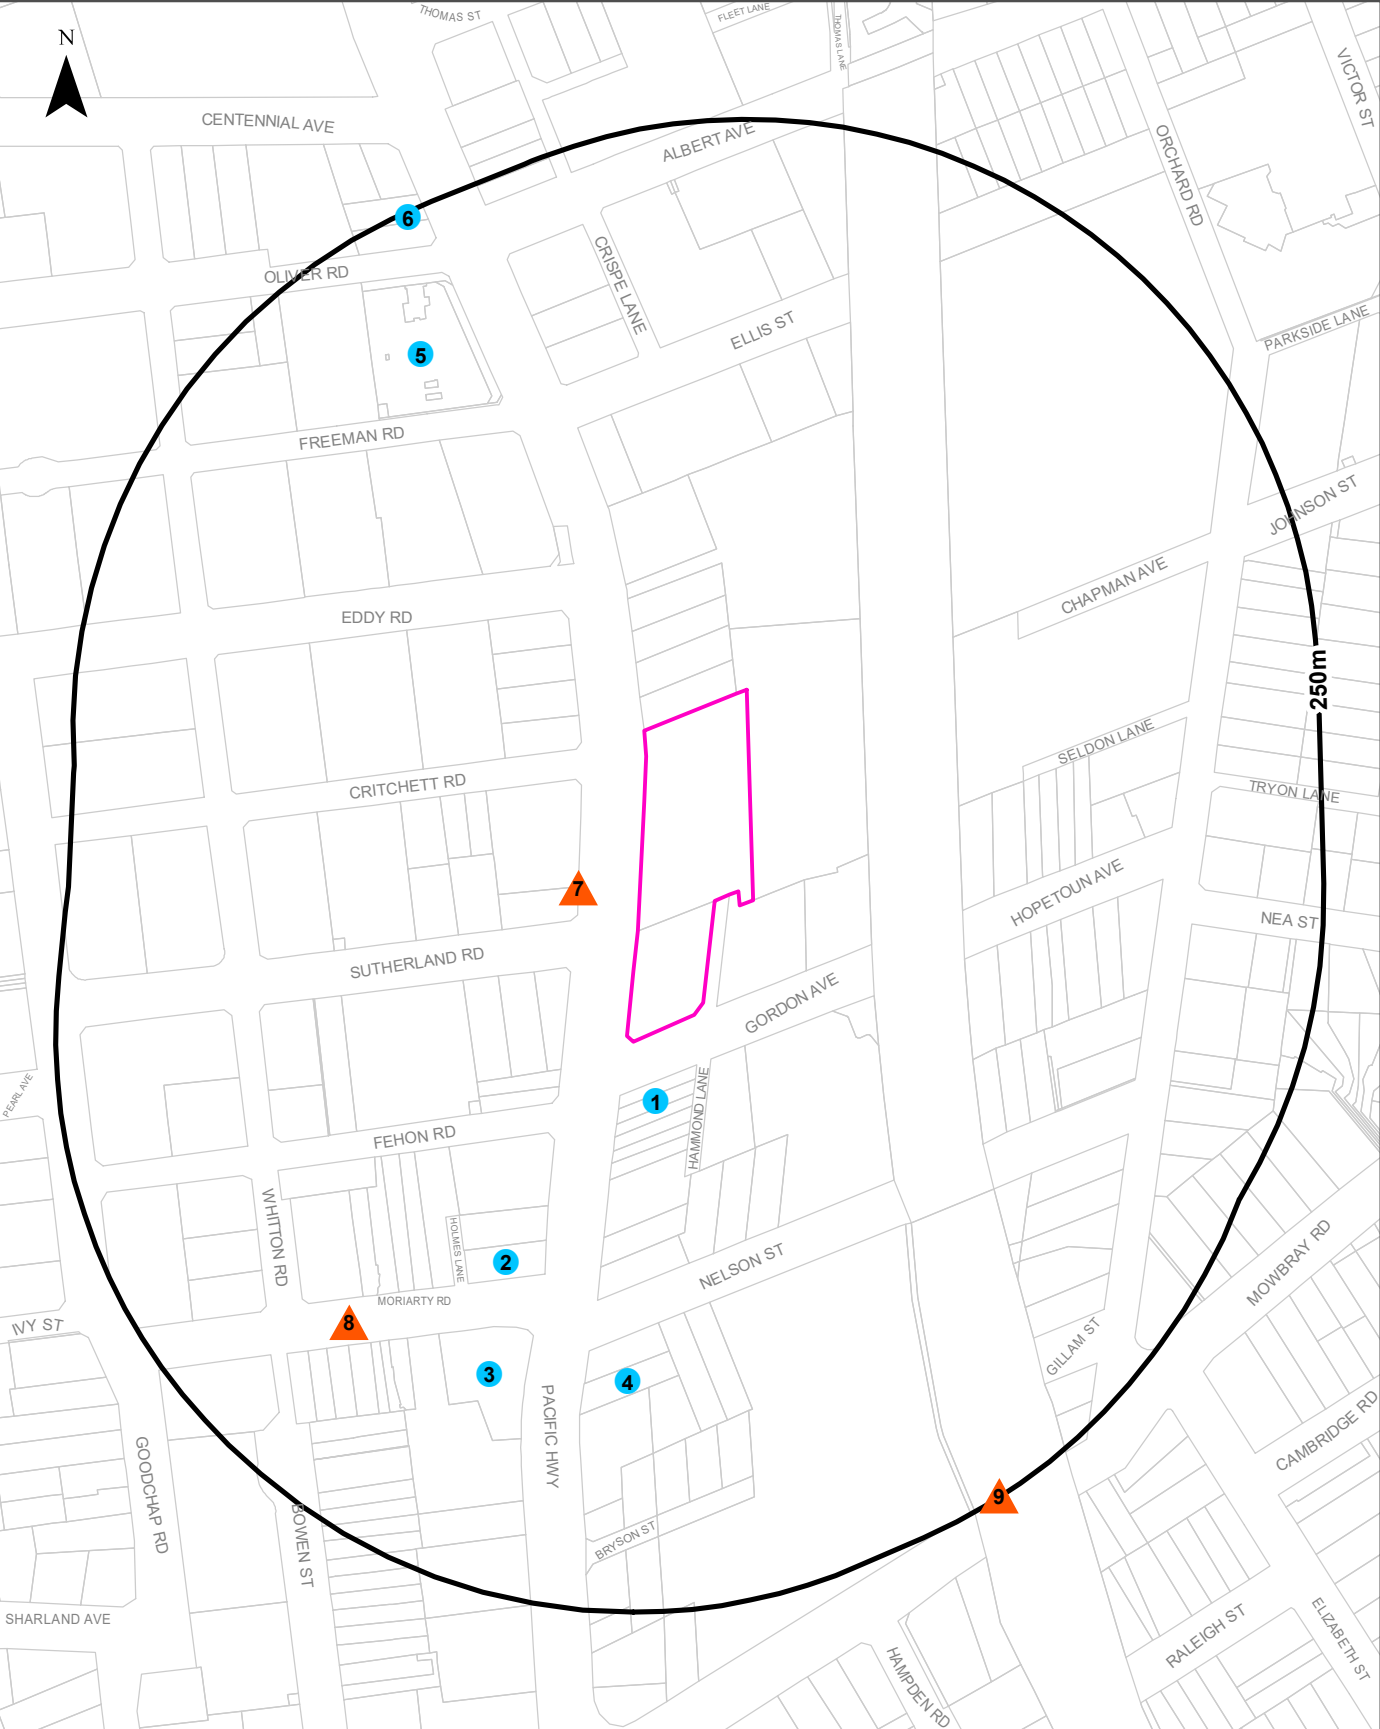 THOMAS ST
FLEET LANE
THOMAS LANE
N
VICTOR ST
CENTENNIAL AVE
ALBERT AVE
ORCHARD RD
6
OLIVER RD
CRISPE LANE
ELLIS ST
PARKSIDE LANE
5
FREEMAN RD
JOHNSON ST
CHAPMAN AVE
EDDY RD
250m
SELDON LANE
CRITCHETT RD
TRYON LANE
7
HOPETOUN AVE
NEA ST
SUTHERLAND RD
GORDON AVE
PEARL AVE
1
HAMMOND LANE
FEHON RD
WHITTON RD
HOLMES LANE
2
NELSON ST
MOWBRAY RD
MORIARTY RD
8
IVY ST
GILLAM ST
3
4
PACIFIC HWY
CAMBRIDGE RD
GOODCHAP RD
9
BOWEN ST
BRYSON ST
SHARLAND AVE
RALEIGH ST
ELIZABETH ST
HAMPDEN RD